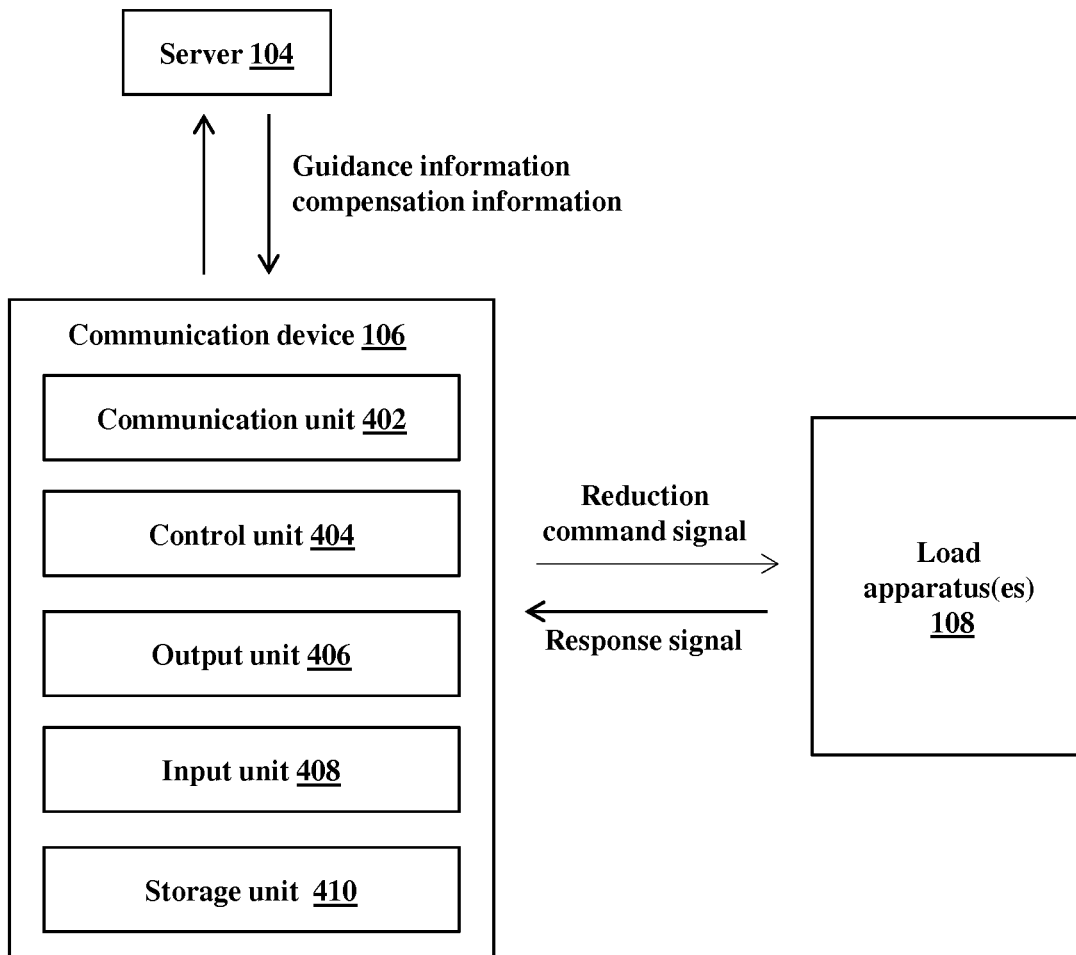 Server 104
Guidance information
compensation information
Communication device 106
Communication unit 402
Control unit 404
Output unit 406
Input unit 408
Storage unit 410
Reduction
command signal
Response signal
Load
apparatus(es)
108